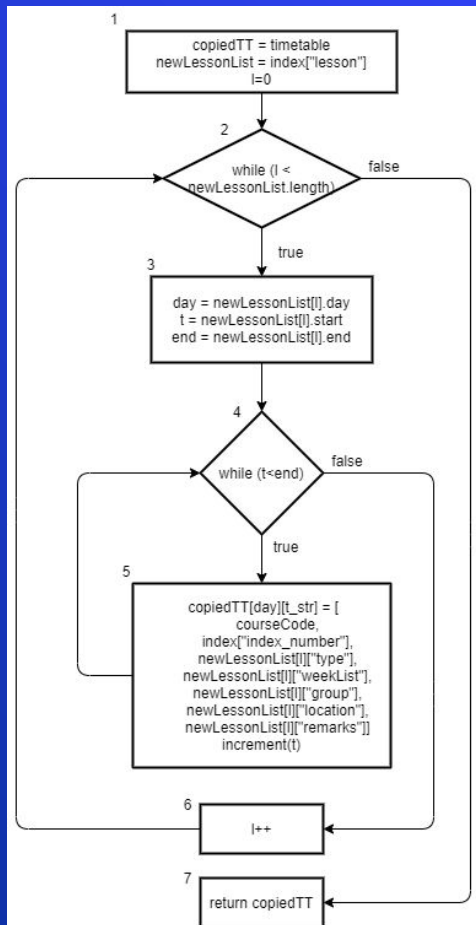 1
copiedTT = timetable
newLessonList = index["lesson"]
l=0
2
while (l <
newLessonList.length)
false
true
3
day = newLessonList[l].day
t = newLessonList[l].start
end = newLessonList[l].end
4
while (t<end)
false
true
5
copiedTT[day][t_str] = [
courseCode,
index["index_number"],
newLessonList[l]["type"],
newLessonList[l]["weekList"],
newLessonList[l]["group"],
newLessonList[l]["location"],
newLessonList[l]["remarks"]]
increment(t)
6
l++
7
return copiedTT